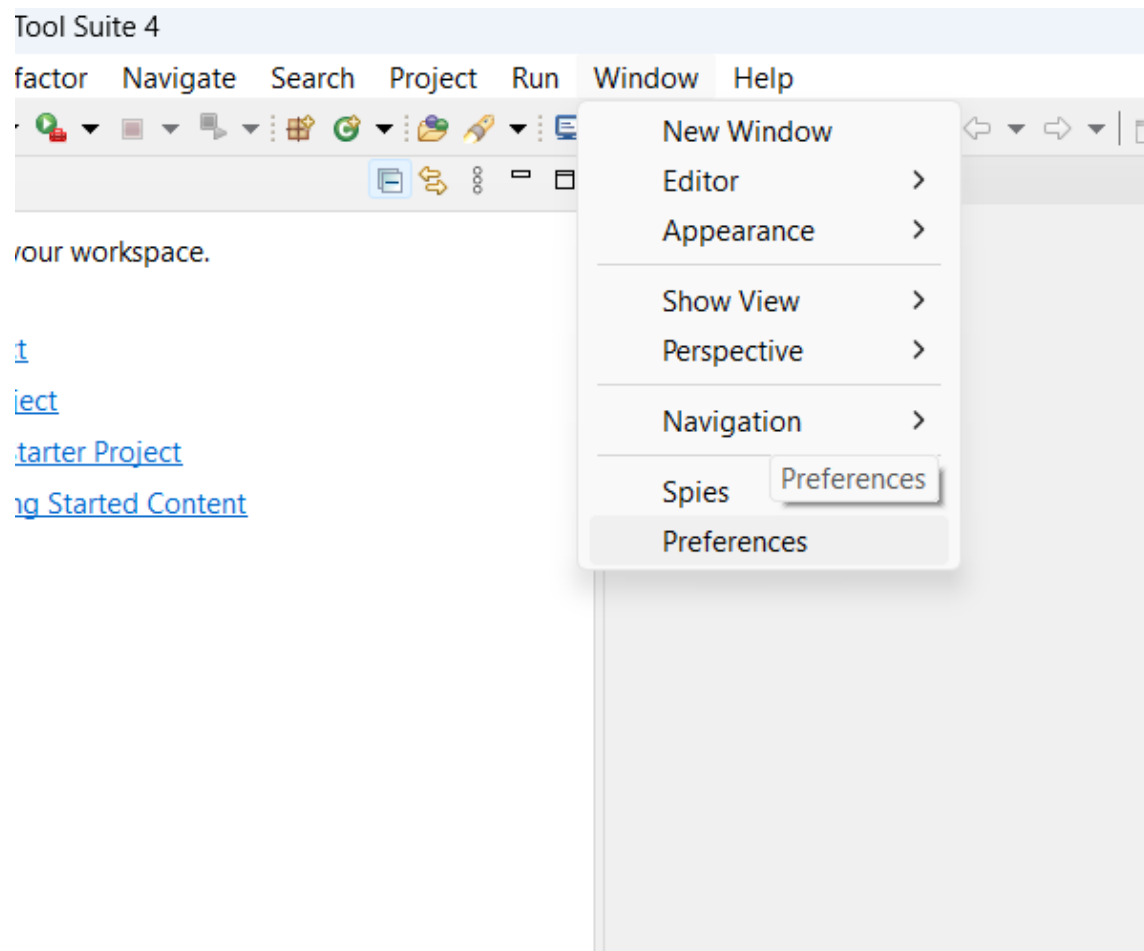 Tool Suite 4
factor Navigate Search Project Run Window Help
New Window
Editor
Appearance
your workspace.
Show View
ct
Perspective
ject
Navigation
tarter Project
Preferences
Spies
ng Started Content
Preferences